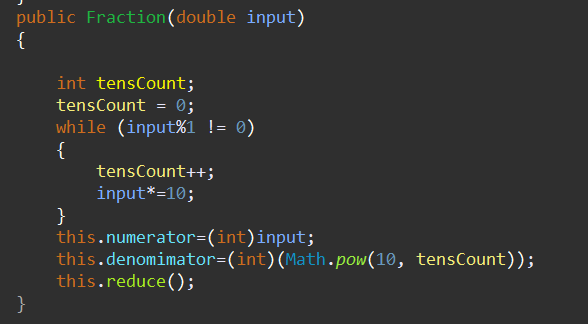 }
public Fraction(double input)
{
int tensCount;
tensCount = 0;
while (input%1 != 0)
{
tensCount++;
input*=10;
}
this.numerator=(int)input;
this.denomimator=(int)(Math.pow(10, tensCount));
this.reduce();
}